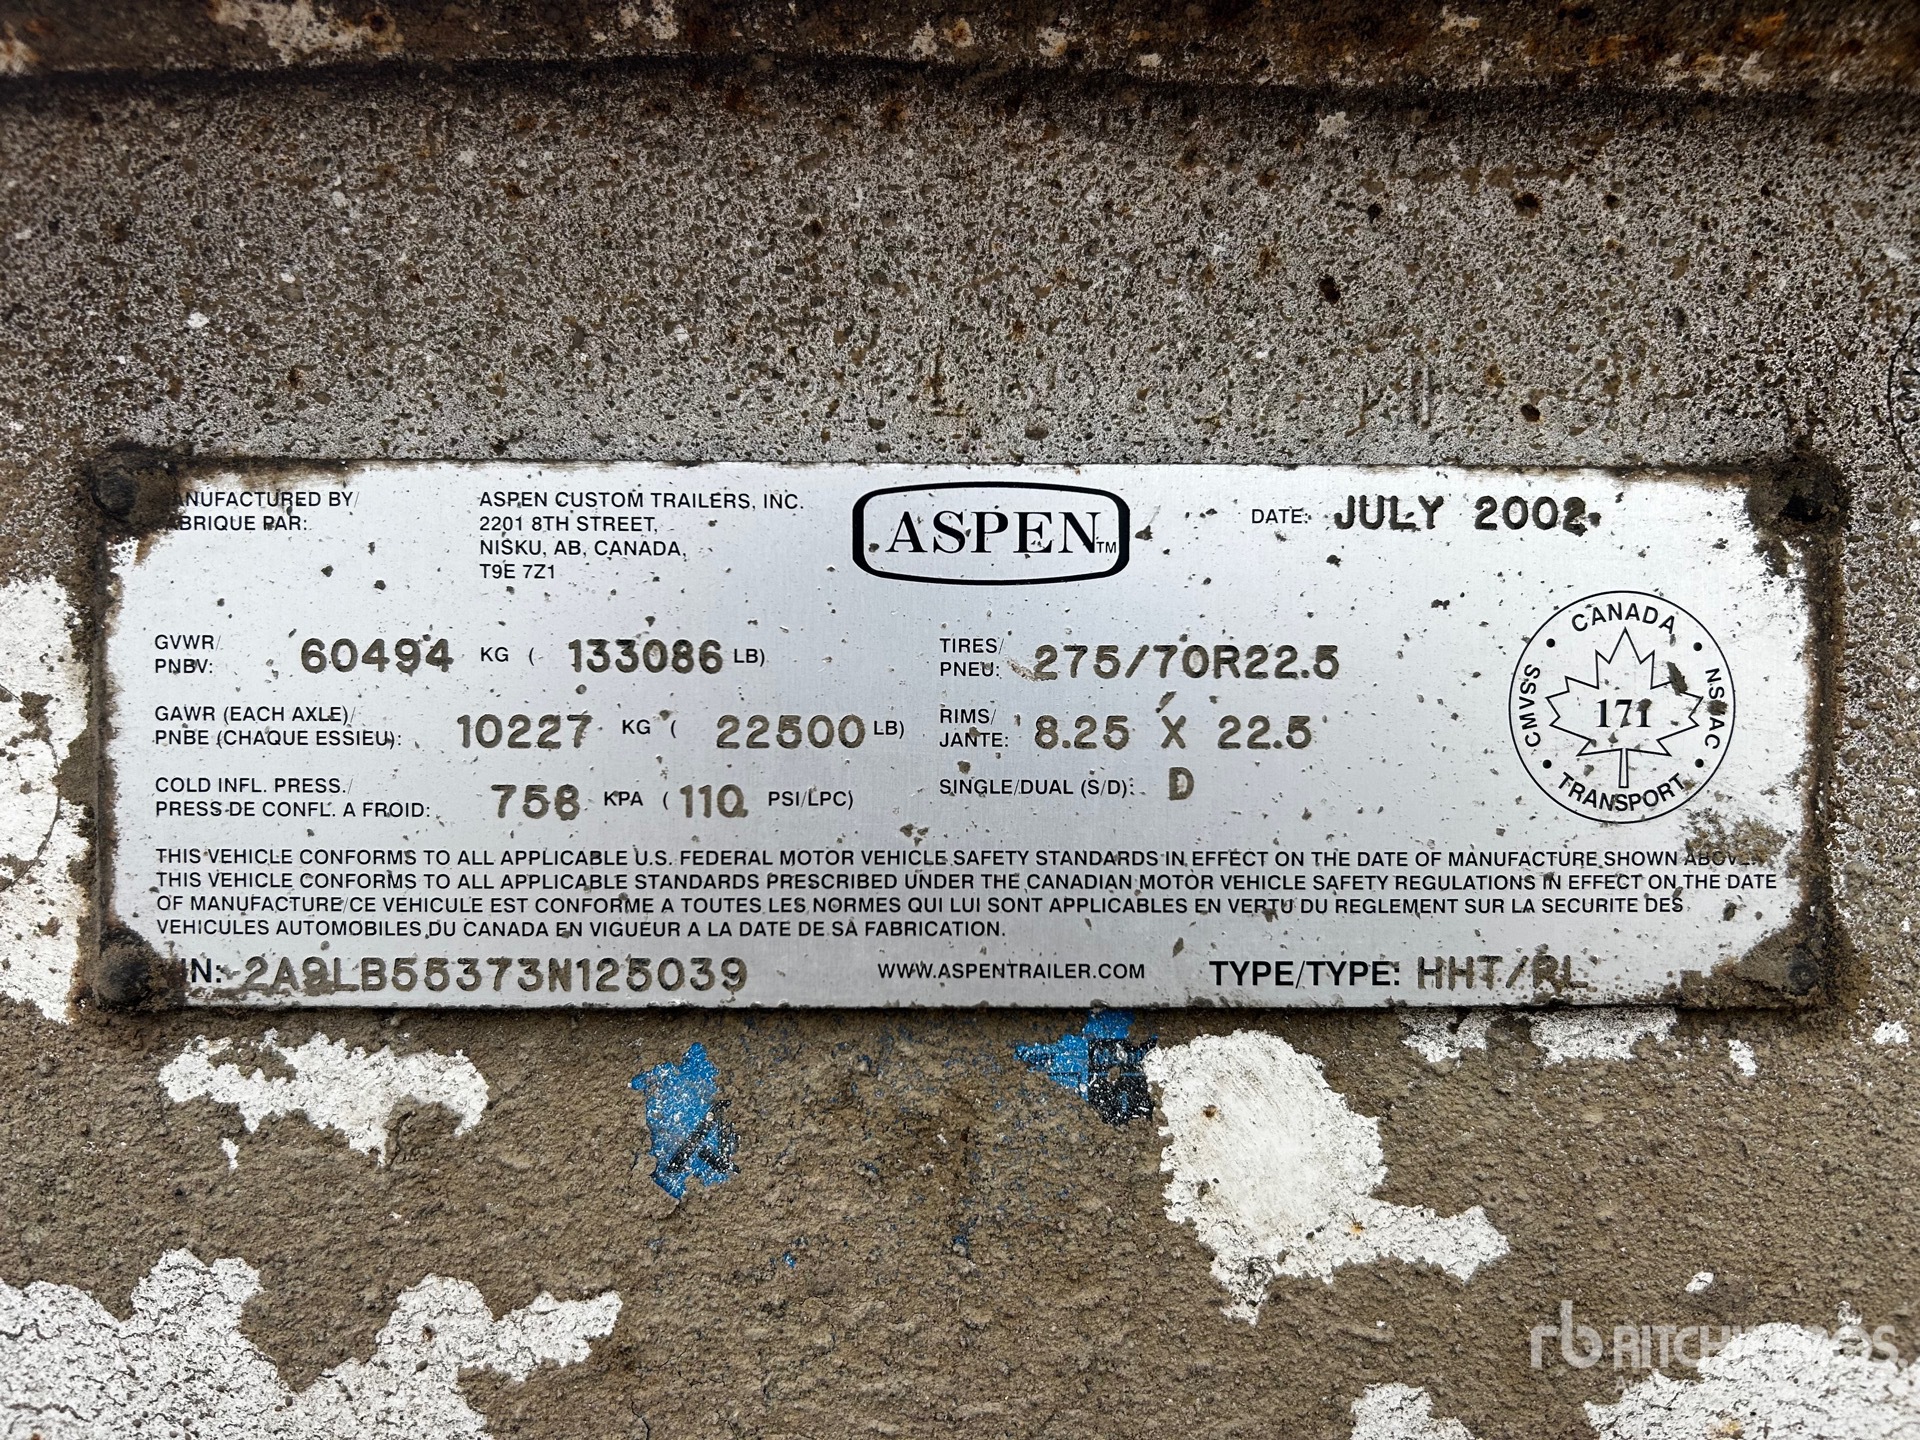 MANUFACTURED BY/ ASPEN CUSTOM TRAILERS, INC.
FABRIQUE PAR: 2201 8TH STREET,
NISKU, AB, CANADA,
T9E 7Z1
ASPEN TM
DATE: JULY 2002
GVWR/
PNBV: 60494 KG ( 133086 LB)
GAWR (EACH AXLE)/
PNBE (CHAQUE ESSIEU): 10227 KG ( 22500 LB)
COLD INFL. PRESS./
PRESS DE CONFL. A FROID: 758 KPA ( 110 PSI/LPC)
TIRES/
PNEU: 275/70R22.5
RIMS/
JANTE: 8.25 X 22.5
SINGLE/DUAL (S/D): D
CANADA
CMVSS 171 NSVAC
TRANSPORT
THIS VEHICLE CONFORMS TO ALL APPLICABLE U.S. FEDERAL MOTOR VEHICLE SAFETY STANDARDS IN EFFECT ON THE DATE OF MANUFACTURE SHOWN ABOVE.
THIS VEHICLE CONFORMS TO ALL APPLICABLE STANDARDS PRESCRIBED UNDER THE CANADIAN MOTOR VEHICLE SAFETY REGULATIONS IN EFFECT ON THE DATE
OF MANUFACTURE/CE VEHICULE EST CONFORME A TOUTES LES NORMES QUI LUI SONT APPLICABLES EN VERTU DU REGLEMENT SUR LA SECURITE DES
VEHICULES AUTOMOBILES DU CANADA EN VIGUEUR A LA DATE DE SA FABRICATION.
VIN: 2A9LB55373N125039 WWW.ASPENTRAILER.COM TYPE/TYPE: HHT/RL
rb RITCHIE BROS